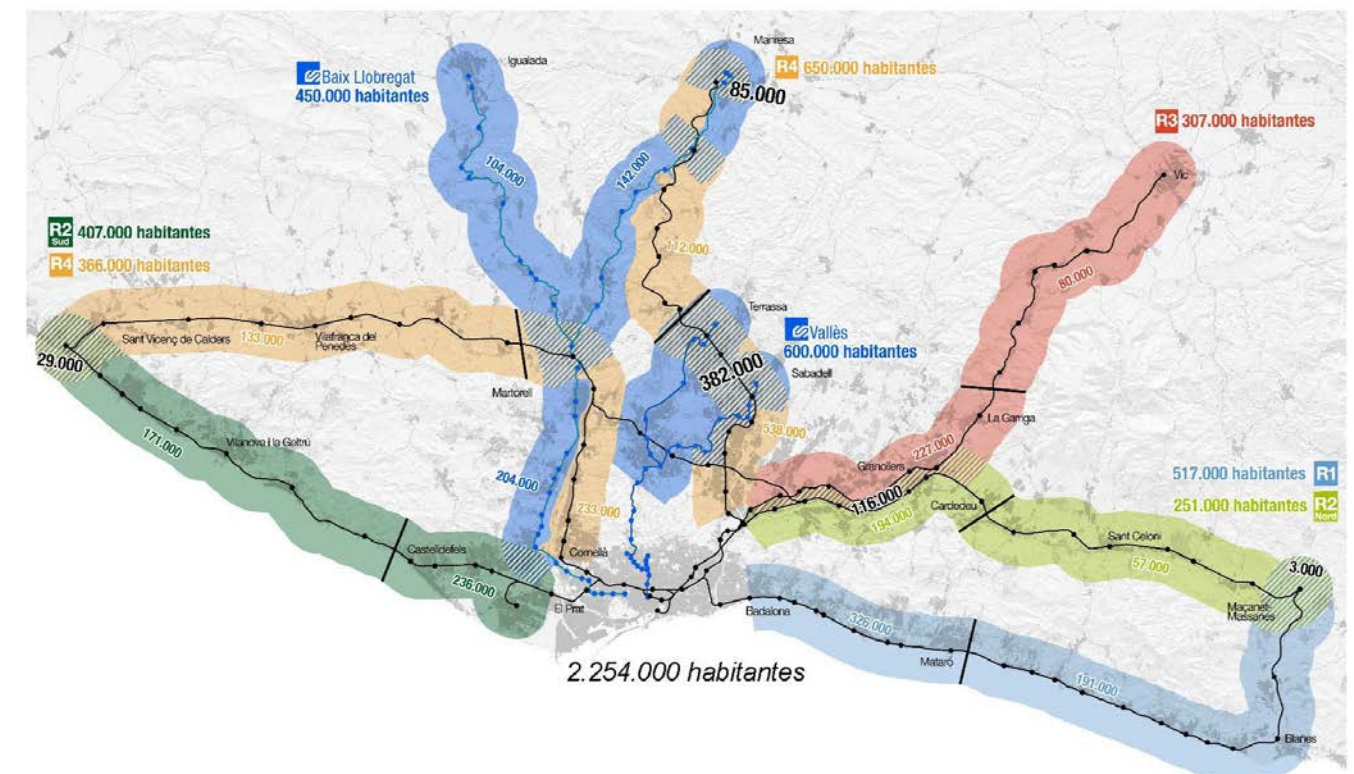 Igualada
Manresa
Baix Llobregat
450.000 habitantes
R4 650.000 habitantes
85.000
R3 307.000 habitantes
104.000
142.000
Vic
R2
Sud
407.000 habitantes
R4 366.000 habitantes
112.000
80.000
Terrassa
Vallès
600.000 habitantes
Sant Vicenç de Calders
133.000
Vilafranca del
Penedès
29.000
382.000
Sabadell
Martorell
La Garriga
538.000
227.000
Vilanova i la Geltrú
171.000
Granollers
204.000
517.000 habitantes R1
116.000
251.000 habitantes R2
Nord
233.000
194.000
Cardedeu
Sant Celoni
Castelldefels
Cornellà
57.000
3.000
236.000
El Prat
Badalona
Maçanet-
Massanes
326.000
Mataró
2.254.000 habitantes
191.000
Blanes